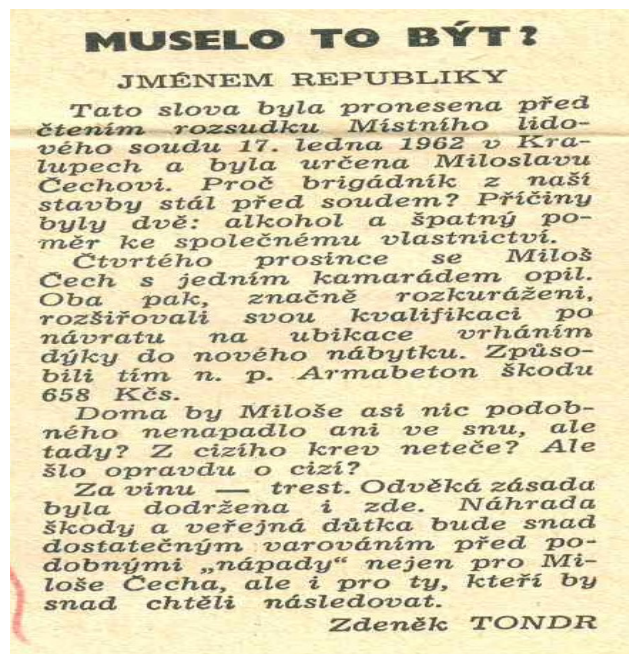 MUSELO TO BÝT?
JMÉNEM REPUBLIKY
Tato slova byla pronesena před
čtením rozsudku Místního lido-
vého soudu 17. ledna 1962 v Kra-
lupech a byla určena Miloslavu
Čechovi. Proč brigádník z naší
stavby stál před soudem? Příčiny
byly dvě: alkohol a špatný po-
měr ke společnému vlastnictví.
Čtvrtého prosince se Miloš
Čech s jedním kamarádem opil.
Oba pak, značně rozkuráženi,
rozšiřovali svou kvalifikaci po
návratu na ubikace vrháním
dýky do nového nábytku. Způso-
bili tím n. p. Armabeton škodu
658 Kčs.
Doma by Miloše asi nic podob-
ného nenapadlo ani ve snu, ale
tady? Z cizího krev neteče? Ale
šlo opravdu o cizí?
Za vinu — trest. Odvěká zásada
byla dodržena i zde. Náhrada
škody a veřejná důtka bude snad
dostatečným varováním před po-
dobnými „nápady“ nejen pro Mi-
loše Čecha, ale i pro ty, kteří by
snad chtěli následovat.
Zdeněk TONDR